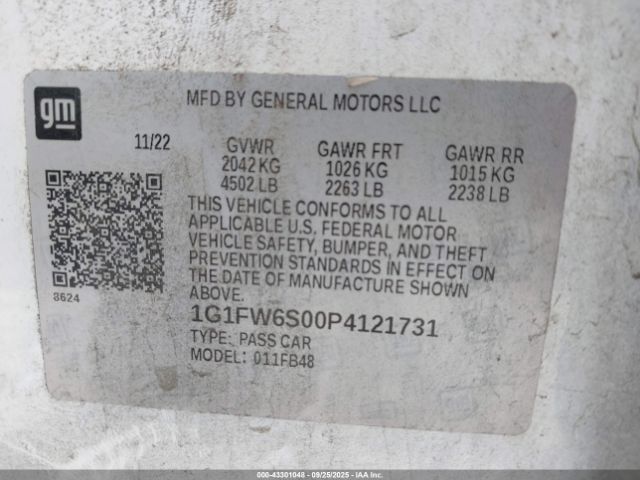 gm
MFD BY GENERAL MOTORS LLC
11/22 GVWR GAWR FRT GAWR RR
2042 KG 1026 KG 1015 KG
4502 LB 2263 LB 2238 LB
THIS VEHICLE CONFORMS TO ALL
APPLICABLE U.S. FEDERAL MOTOR
VEHICLE SAFETY, BUMPER, AND THEFT
PREVENTION STANDARDS IN EFFECT ON
THE DATE OF MANUFACTURE SHOWN
ABOVE.
8624
1G1FW6S00P4121731
TYPE: PASS CAR
MODEL: 011FB48
000-43301048 - 09/25/2025 - IAAI.COM